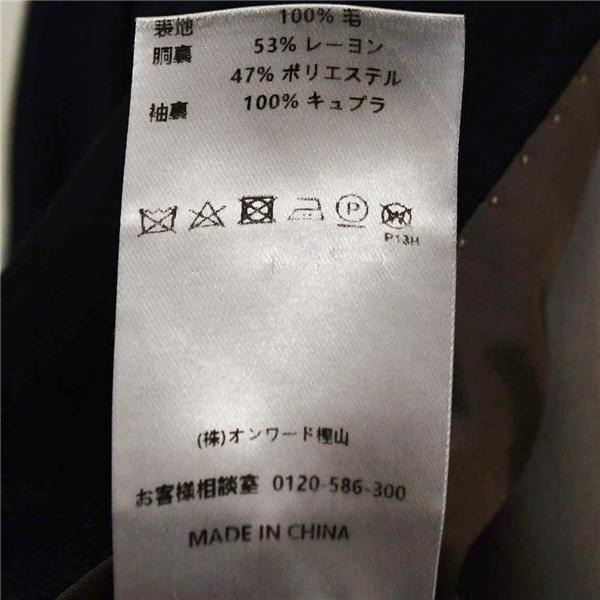 表地 100% 毛
胴裏 53% レーヨン
47% ポリエステル
袖裏 100% キュプラ
P
W
P13H
(株)オンワード樫山
お客様相談室 0120-586-300
MADE IN CHINA